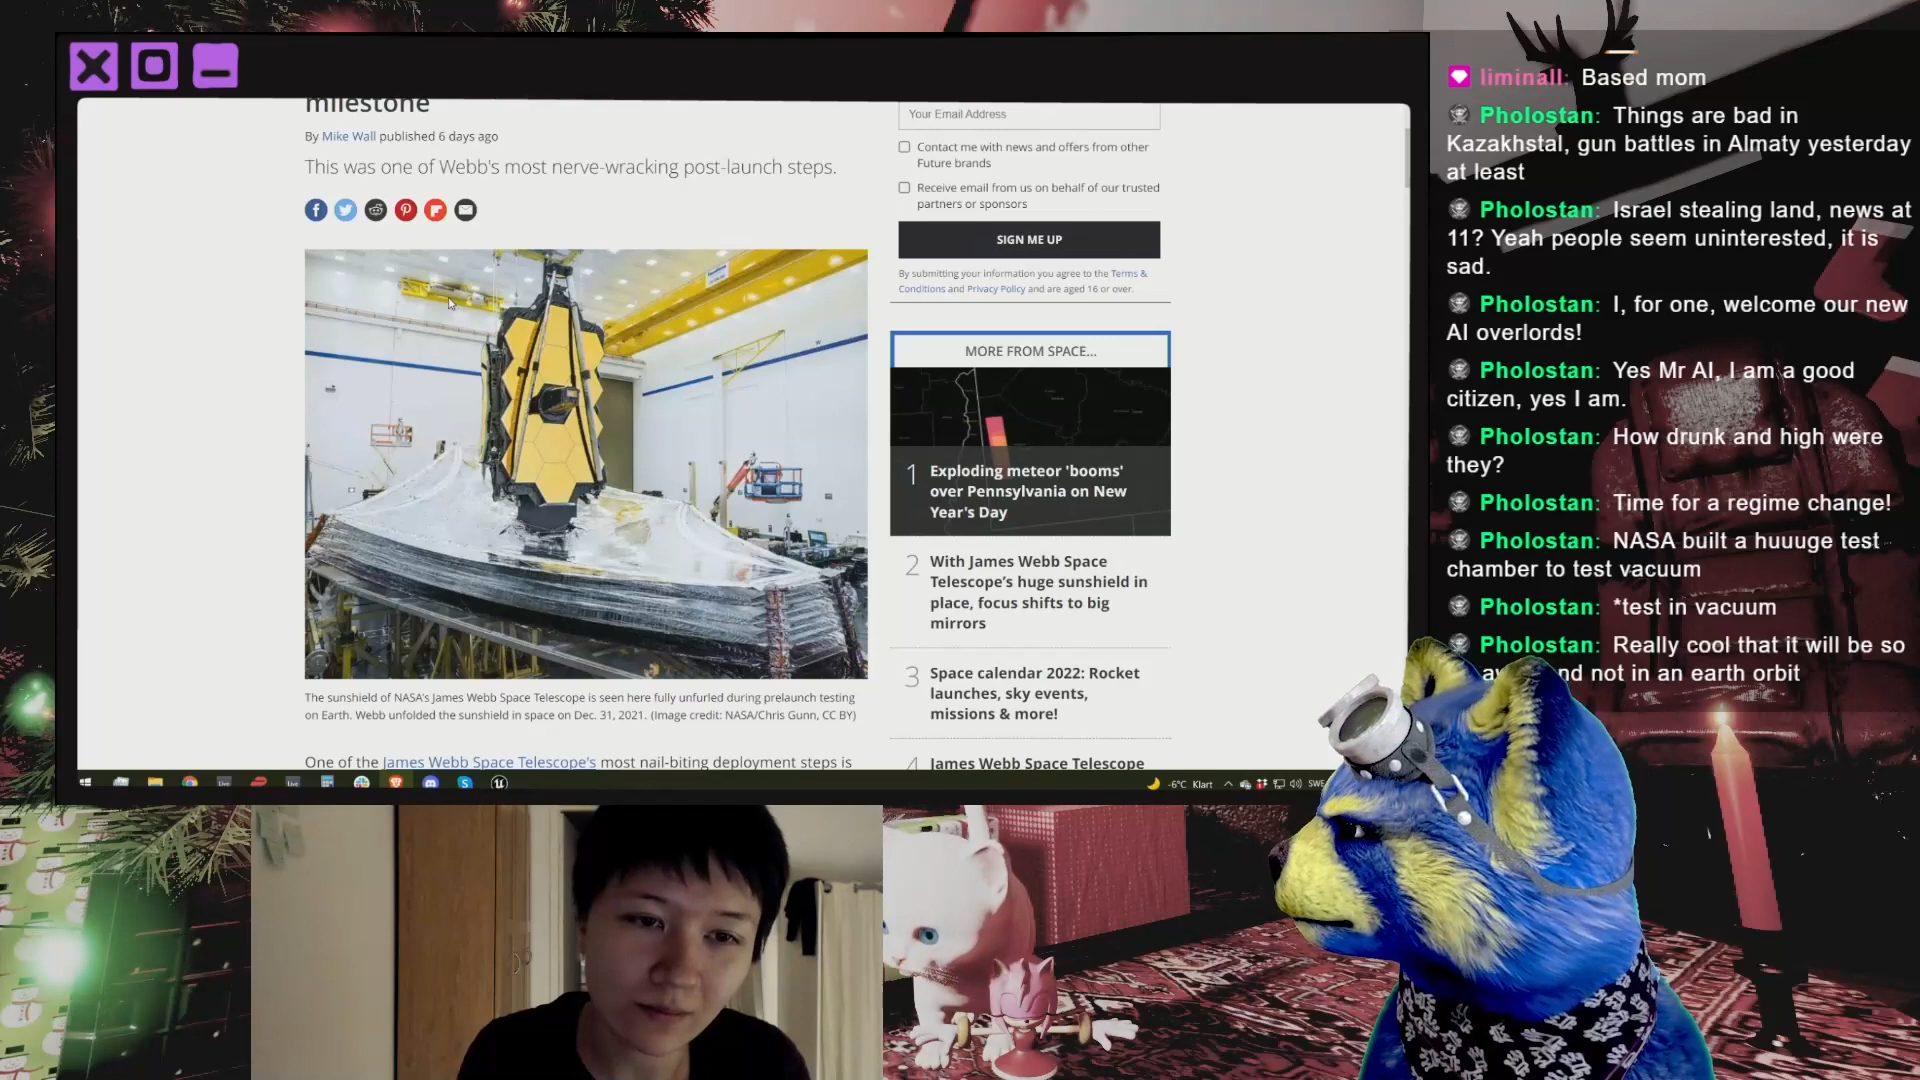 milestone
By Mike Wall published 6 days ago
This was one of Webb's most nerve-wracking post-launch steps.
The sunshield of NASA's James Webb Space Telescope is seen here fully unfurled during prelaunch testing
on Earth. Webb unfolded the sunshield in space on Dec. 31, 2021. (Image credit: NASA/Chris Gunn, CC BY)
One of the James Webb Space Telescope's most nail-biting deployment steps is
Your Email Address
Contact me with news and offers from other
Future brands
Receive email from us on behalf of our trusted
partners or sponsors
SIGN ME UP
By submitting your information you agree to the Terms &
Conditions and Privacy Policy and are aged 16 or over.
MORE FROM SPACE...
1 Exploding meteor 'booms'
over Pennsylvania on New
Year's Day
2 With James Webb Space
Telescope's huge sunshield in
place, focus shifts to big
mirrors
3 Space calendar 2022: Rocket
launches, sky events,
missions & more!
4 James Webb Space Telescope
-6°C Klart
SWE
liminall: Based mom
Pholostan: Things are bad in
Kazakhstal, gun battles in Almaty yesterday
at least
Pholostan: Israel stealing land, news at
11? Yeah people seem uninterested, it is
sad.
Pholostan: I, for one, welcome our new
AI overlords!
Pholostan: Yes Mr AI, I am a good
citizen, yes I am.
Pholostan: How drunk and high were
they?
Pholostan: Time for a regime change!
Pholostan: NASA built a huuuge test
chamber to test vacuum
Pholostan: *test in vacuum
Pholostan: Really cool that it will be so
nd not in an earth orbit